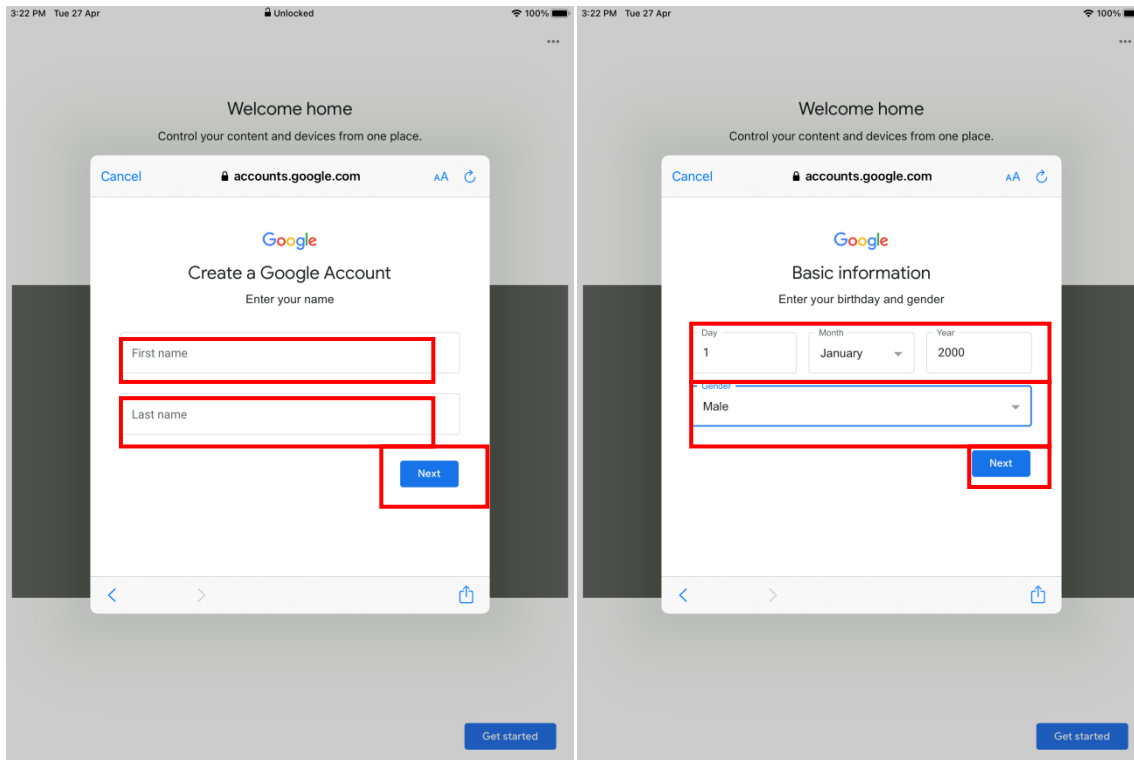 3:22 PM Tue 27 Apr
Unlocked
100%
Welcome home
Control your content and devices from one place.
Cancel
accounts.google.com
AA
Google
Create a Google Account
Enter your name
First name
Last name
Next
Get started
3:22 PM Tue 27 Apr
100%
Welcome home
Control your content and devices from one place.
Cancel
accounts.google.com
AA
Google
Basic information
Enter your birthday and gender
Day
Month
Year
1
January
2000
Gender
Male
Next
Get started